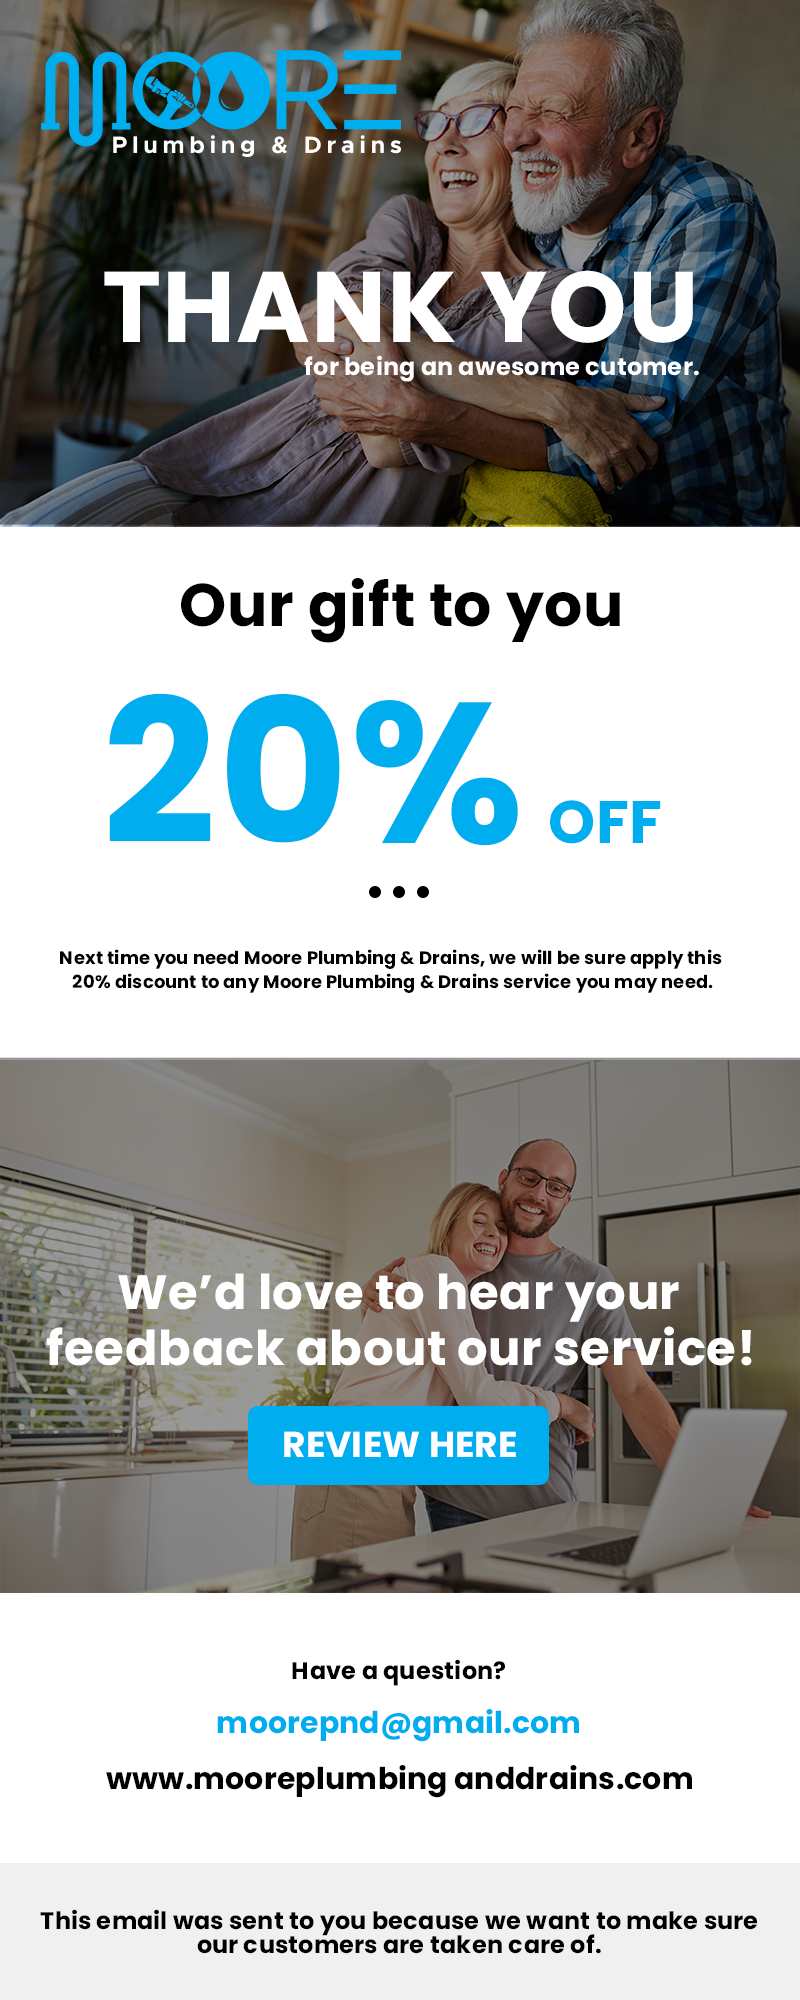 MOORE
Plumbing & Drains
THANK YOU
for being an awesome cutomer.
Our gift to you
20% OFF
Next time you need Moore Plumbing & Drains, we will be sure apply this
20% discount to any Moore Plumbing & Drains service you may need.
We’d love to hear your
feedback about our service!
REVIEW HERE
Have a question?
moorepnd@gmail.com
www.mooreplumbing anddrains.com
This email was sent to you because we want to make sure
our customers are taken care of.